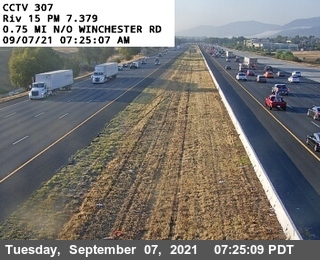 CCTV 307
Riv 15 PM 7.379
0.75 MI N/O WINCHESTER RD
09/07/21 07:25:07 AM
Tuesday, September 07, 2021 07:25:09 PDT